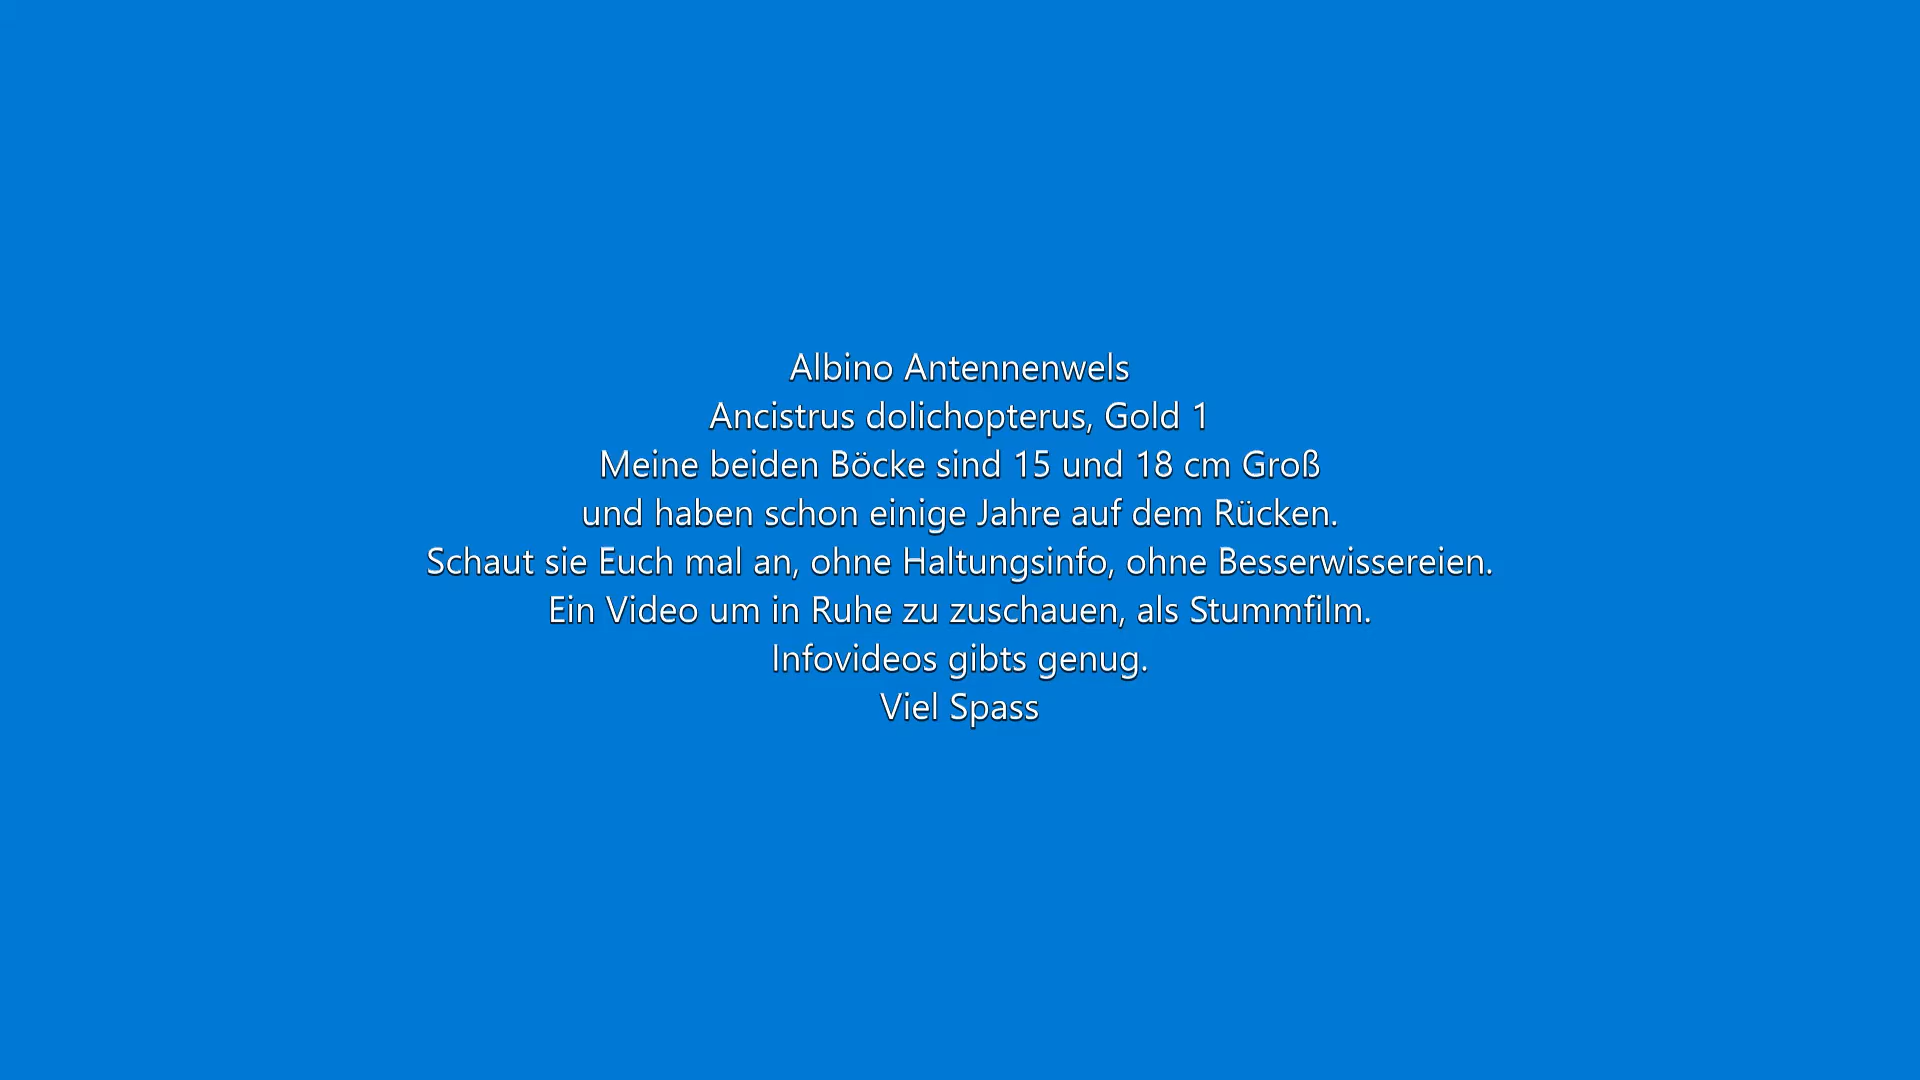 Albino Antennenwels
Ancistrus dolichopterus, Gold 1
Meine beiden Böcke sind 15 und 18 cm Groß
und haben schon einige Jahre auf dem Rücken.
Schaut sie Euch mal an, ohne Haltungsinfo, ohne Besserwissereien.
Ein Video um in Ruhe zu zuschauen, als Stummfilm.
Infovideos gibts genug.
Viel Spass